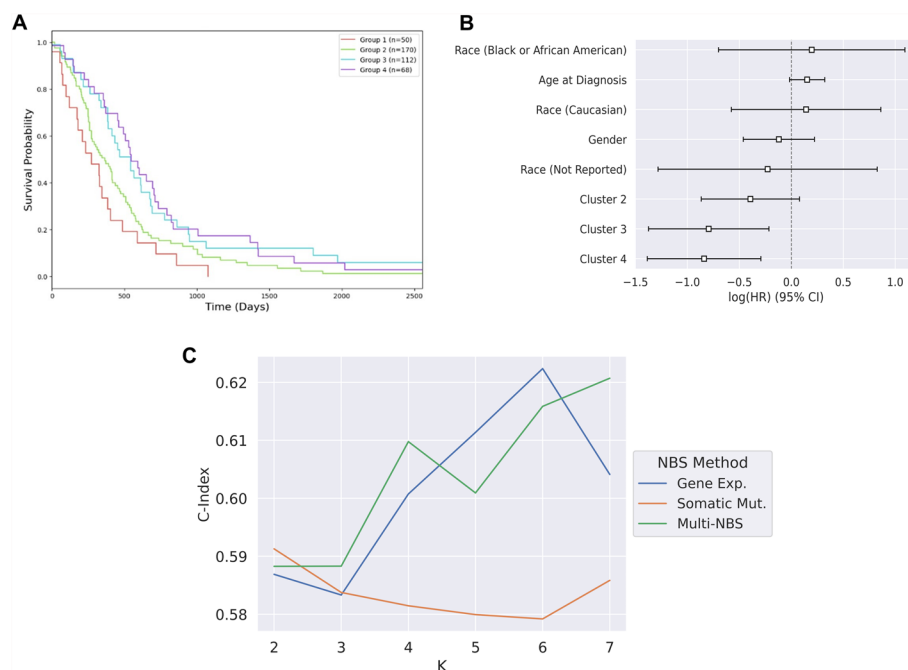 A
Group 1 (n=50)
Group 2 (n=170)
Group 3 (n=112)
Group 4 (n=68)
1.0
0.8
0.6
0.4
0.2
0.0
Survival Probability
0 500 1000 1500 2000 2500
Time (Days)
B
Race (Black or African American)
Age at Diagnosis
Race (Caucasian)
Gender
Race (Not Reported)
Cluster 2
Cluster 3
Cluster 4
−1.5 −1.0 −0.5 0.0 0.5 1.0
log(HR) (95% CI)
C
0.62
0.61
0.60
0.59
0.58
C-Index
2 3 4 5 6 7
K
NBS Method
Gene Exp.
Somatic Mut.
Multi-NBS